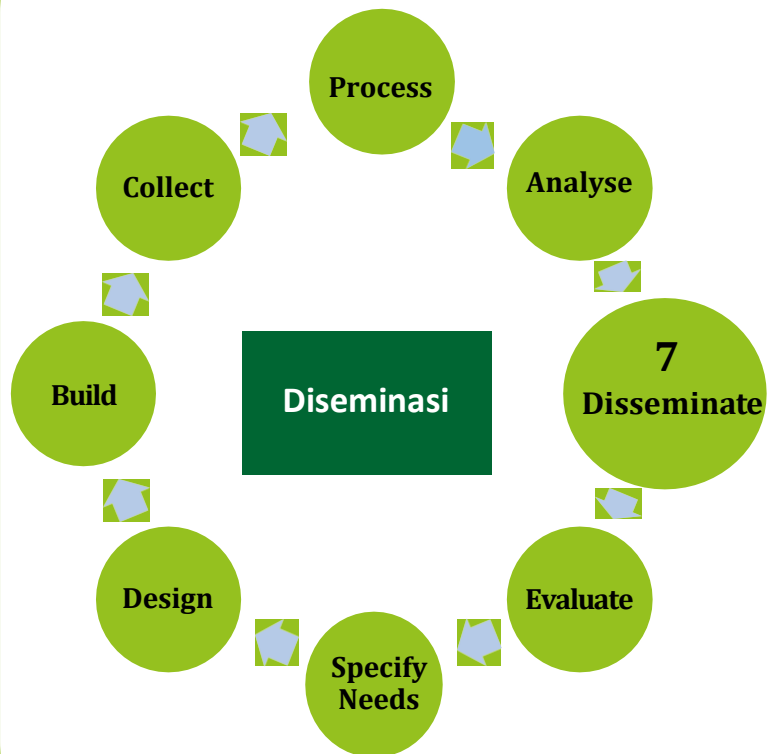 Process
Analyse
Collect
7
Disseminate
Build
Diseminasi
Design
Evaluate
Specify
Needs